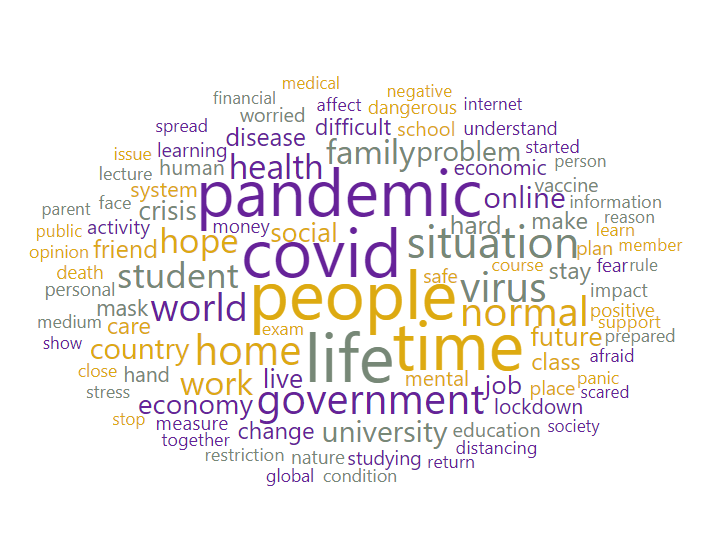 medical
negative
financial affect dangerous internet
worried
spread disease difficult school understand
issue learning health family problem economic started person
lecture human
system pandemic online vaccine information
parent face crisis
public activity money social hard make reason
opinion friend hope covid situation plan learn member
death student people safe course stay fear rule
personal virus impact
mask world normal positive
medium care exam support
show country home life time future prepared
close hand work live mental class afraid
stress job place panic scared
economy government lockdown
stop measure change university education society
together distancing
restriction nature studying return
global condition